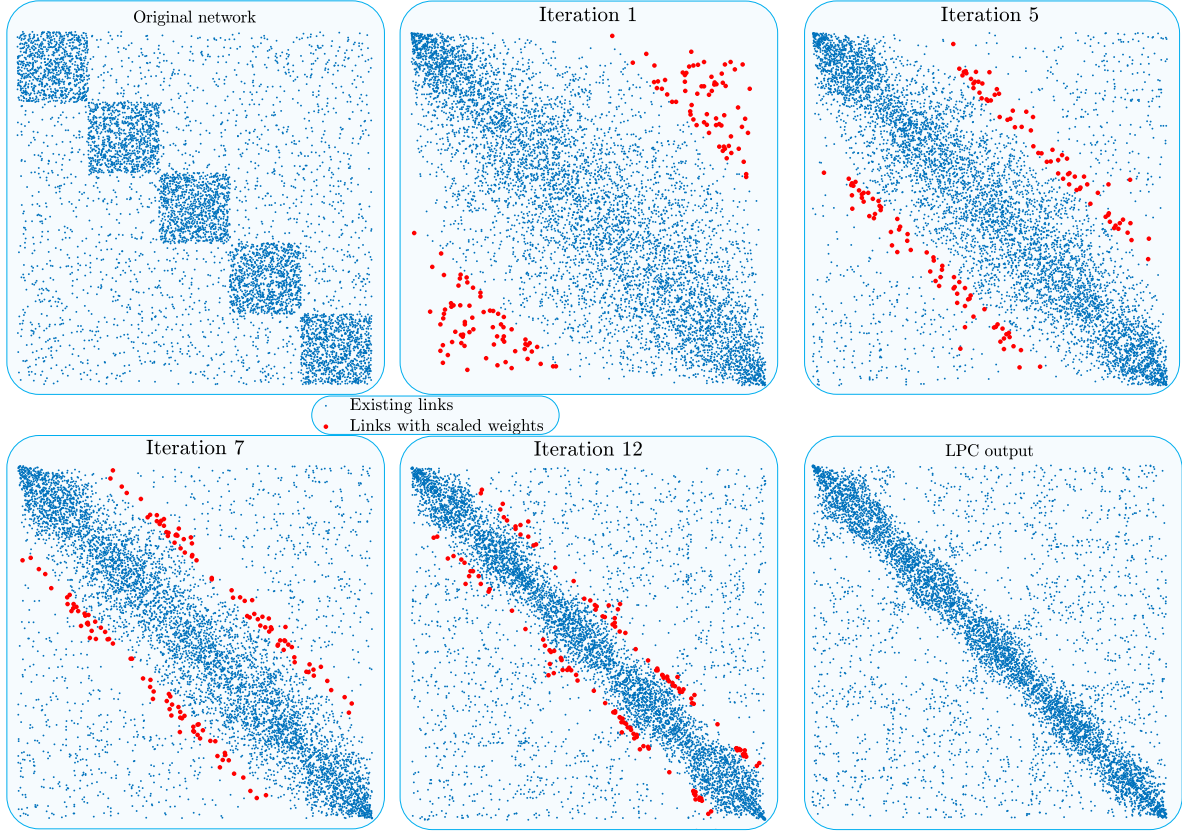 Original network
Iteration 1
Iteration 5
Existing links
Links with scaled weights
Iteration 7
Iteration 12
LPC output